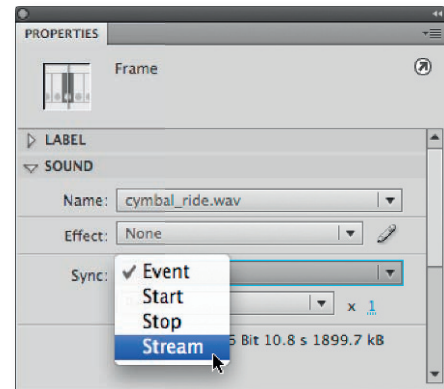 PROPERTIES
Frame
LABEL
SOUND
Name: cymbal_ride.wav
Effect: None
Sync: Event
Start
x 1
Stop
Bit 10.8 s 1899.7 kB
Stream